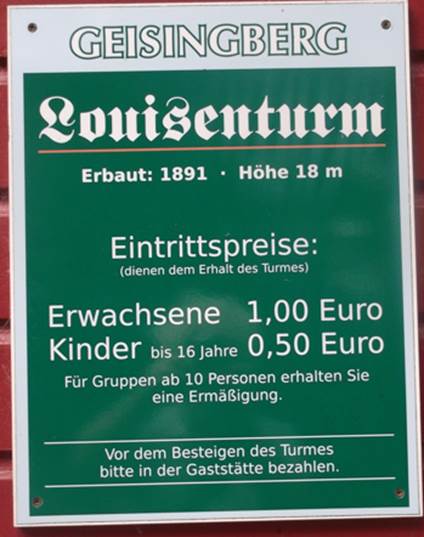 GEISINGBERG
Louisenturm
Erbaut: 1891 · Höhe 18 m
Eintrittspreise:
(dienen dem Erhalt des Turmes)
Erwachsene 1,00 Euro
Kinder bis 16 Jahre 0,50 Euro
Für Gruppen ab 10 Personen erhalten Sie
eine Ermäßigung.
Vor dem Besteigen des Turmes
bitte in der Gaststätte bezahlen.